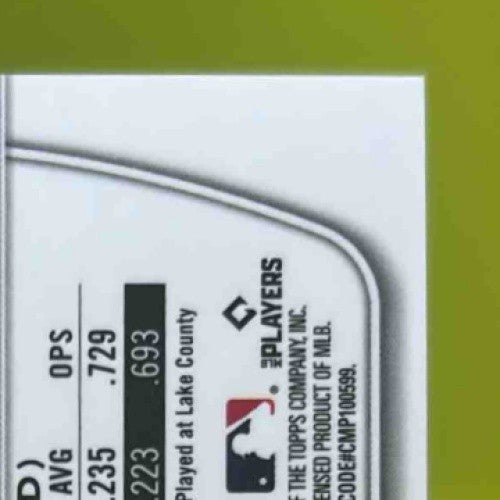 D)
AVG OPS
.235 .729
.223 .693
Played at Lake County
MLB PLAYERS
®
F THE TOPPS COMPANY, INC.
ENSED PRODUCT OF MLB.
CODE#CMP100599.